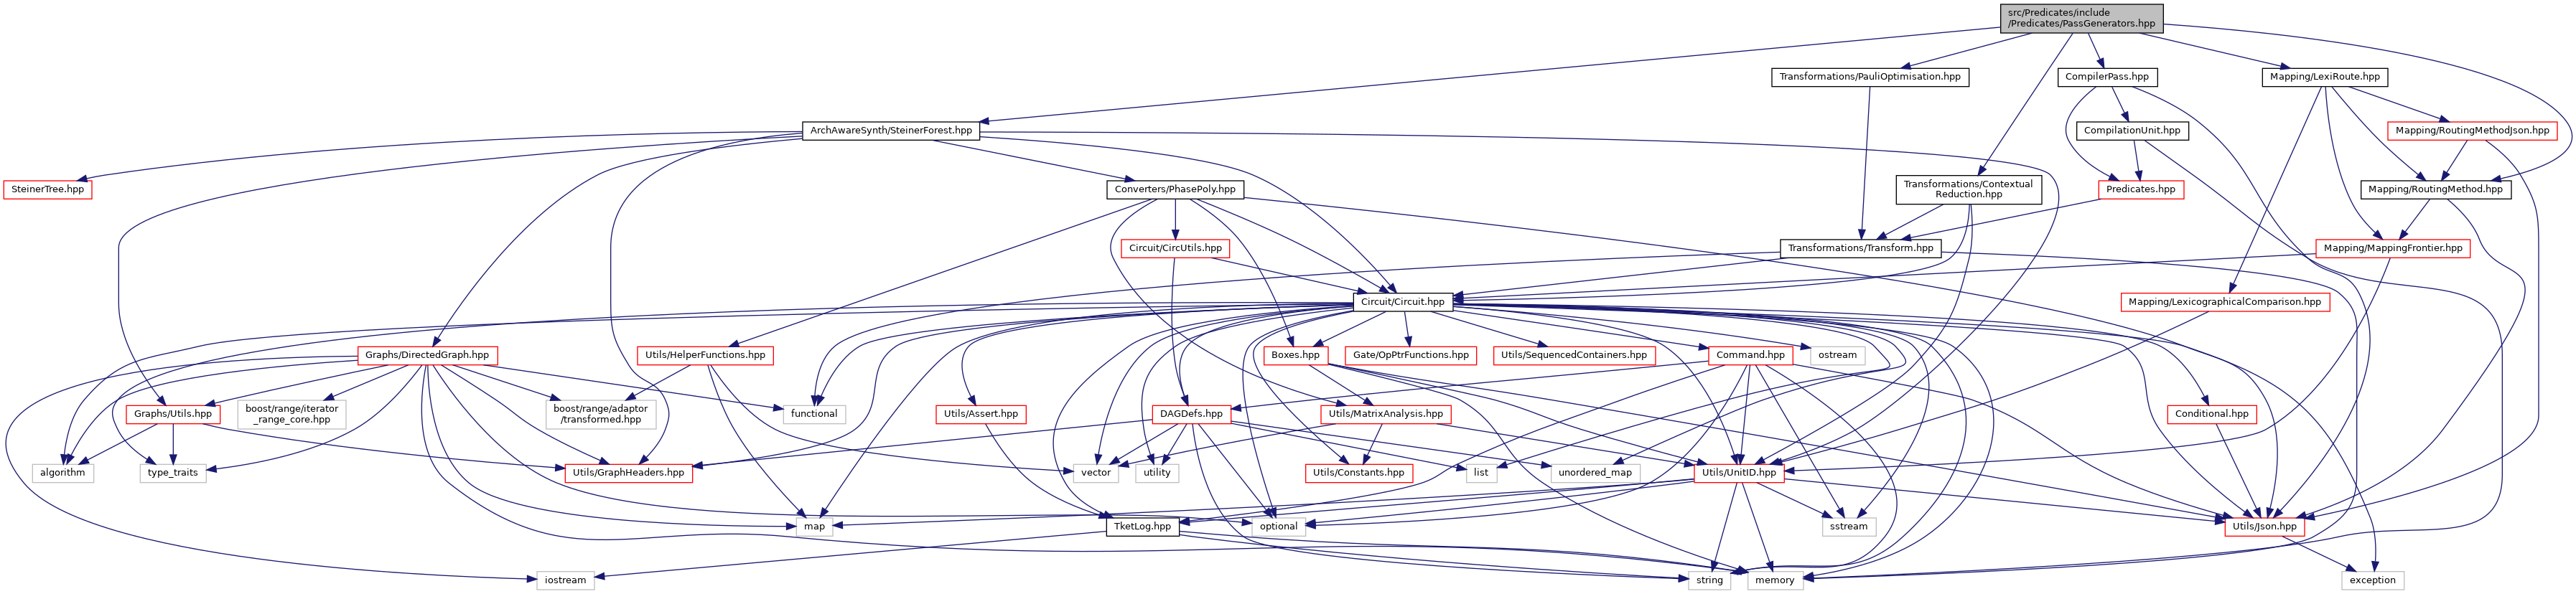 src/Predicates/include
/Predicates/PassGenerators.hpp
Transformations/PauliOptimisation.hpp
CompilerPass.hpp
Mapping/LexiRoute.hpp
ArchAwareSynth/SteinerForest.hpp
CompilationUnit.hpp
Mapping/RoutingMethodJson.hpp
SteinerTree.hpp
Converters/PhasePoly.hpp
Transformations/Contextual
Reduction.hpp
Predicates.hpp
Mapping/RoutingMethod.hpp
Circuit/CircUtils.hpp
Transformations/Transform.hpp
Mapping/MappingFrontier.hpp
Circuit/Circuit.hpp
Mapping/LexicographicalComparison.hpp
Graphs/DirectedGraph.hpp
Utils/HelperFunctions.hpp
Boxes.hpp
Gate/OpPtrFunctions.hpp
Utils/SequencedContainers.hpp
Command.hpp
ostream
Graphs/Utils.hpp
boost/range/iterator
_range_core.hpp
boost/range/adaptor
/transformed.hpp
functional
Utils/Assert.hpp
DAGDefs.hpp
Utils/MatrixAnalysis.hpp
Conditional.hpp
algorithm
type_traits
Utils/GraphHeaders.hpp
vector
utility
Utils/Constants.hpp
list
unordered_map
Utils/UnitID.hpp
map
TketLog.hpp
optional
sstream
Utils/Json.hpp
iostream
string
memory
exception